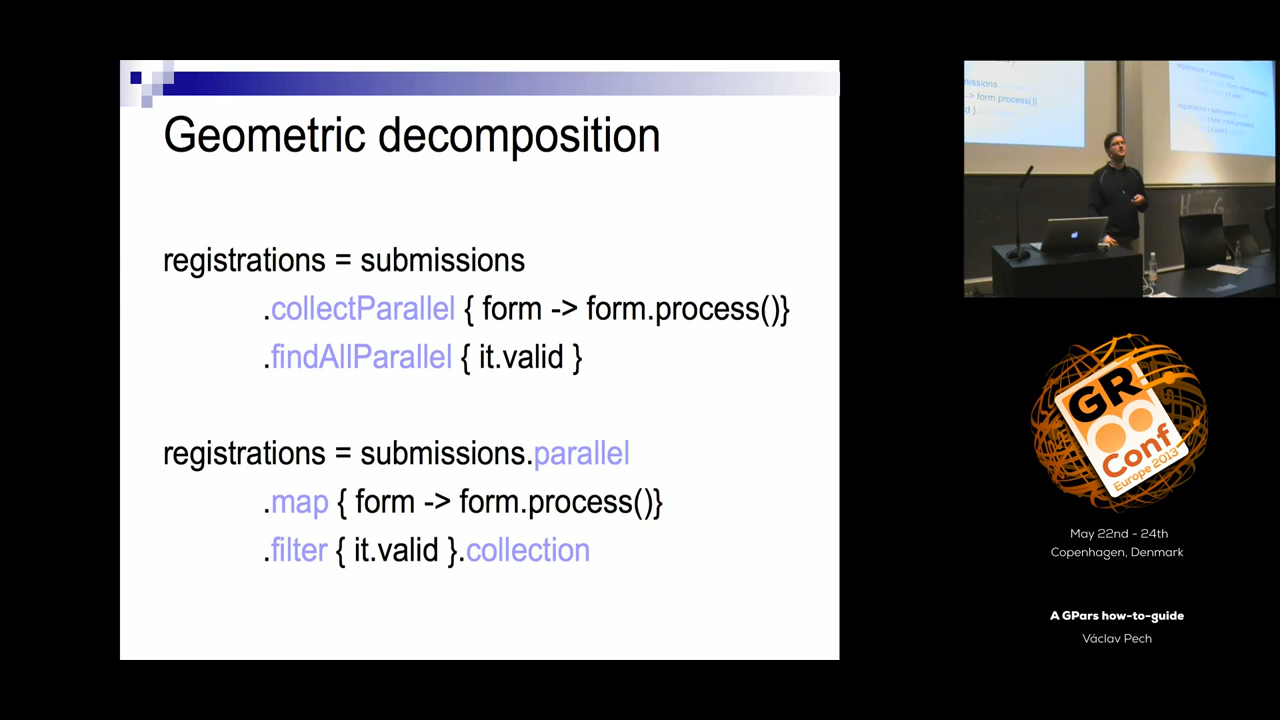 Geometric decomposition
registrations = submissions
.collectParallel { form -> form.process()}
.findAllParallel { it.valid }
registrations = submissions.parallel
.map { form -> form.process()}
.filter { it.valid }.collection
GR
Conf
Europe 2013
May 22nd - 24th
Copenhagen, Denmark
A GPars how-to-guide
Václav Pech